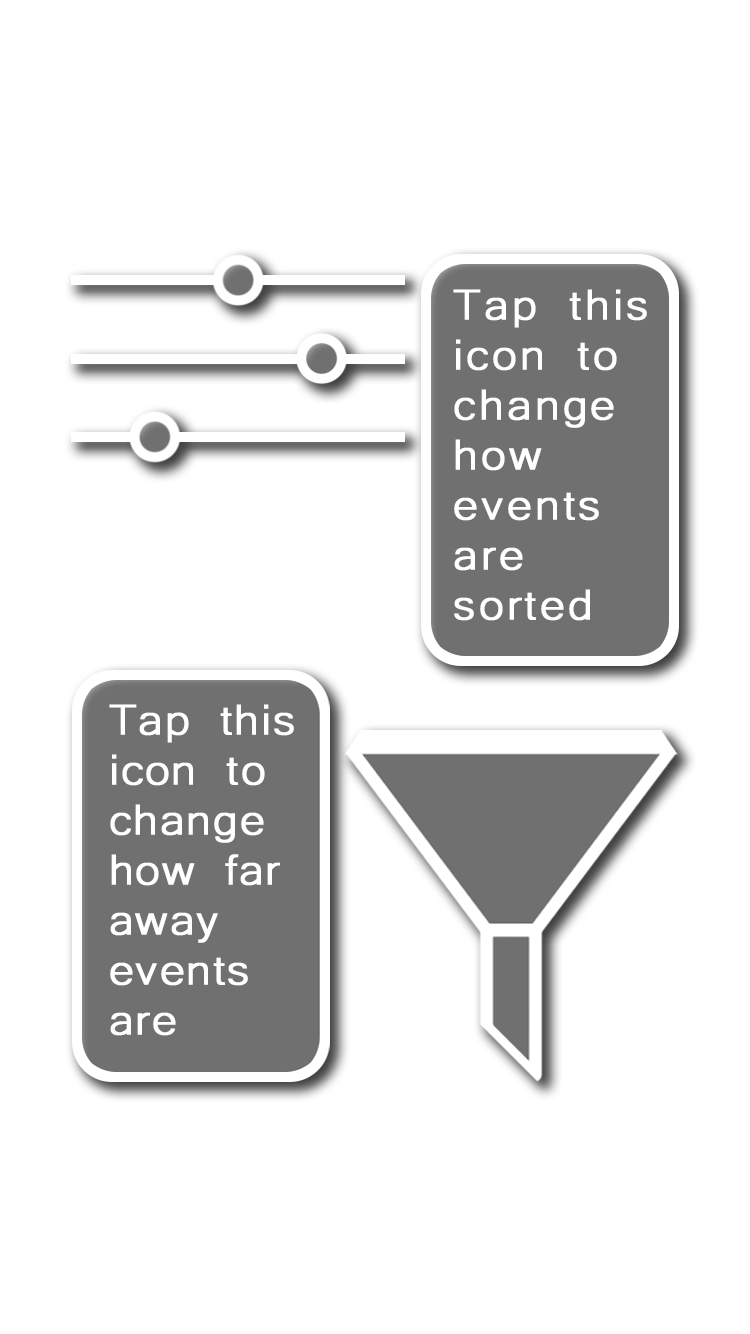 Tap this
icon to
change
how
events
are
sorted
Tap this
icon to
change
how far
away
events
are